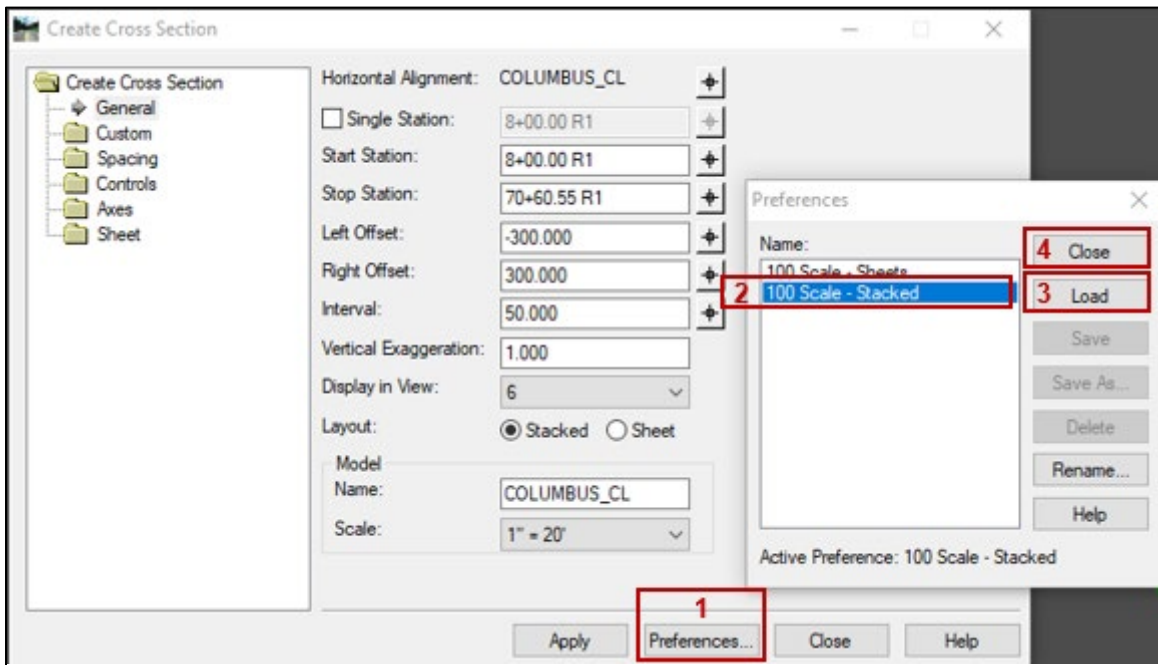 Create Cross Section
Create Cross Section
General
Custom
Spacing
Controls
Axes
Sheet
Horizontal Alignment: COLUMBUS_CL
Single Station: 8+00.00 R1
Start Station: 8+00.00 R1
Stop Station: 70+60.55 R1
Left Offset: -300.000
Right Offset: 300.000
Interval: 50.000
Vertical Exaggeration: 1.000
Display in View: 6
Layout: Stacked Sheet
Model
Name: COLUMBUS_CL
Scale: 1" = 20'
1
Apply Preferences... Close Help
Preferences
Name:
100 Scale - Sheets
2 100 Scale - Stacked
4 Close
3 Load
Save
Save As...
Delete
Rename...
Help
Active Preference: 100 Scale - Stacked